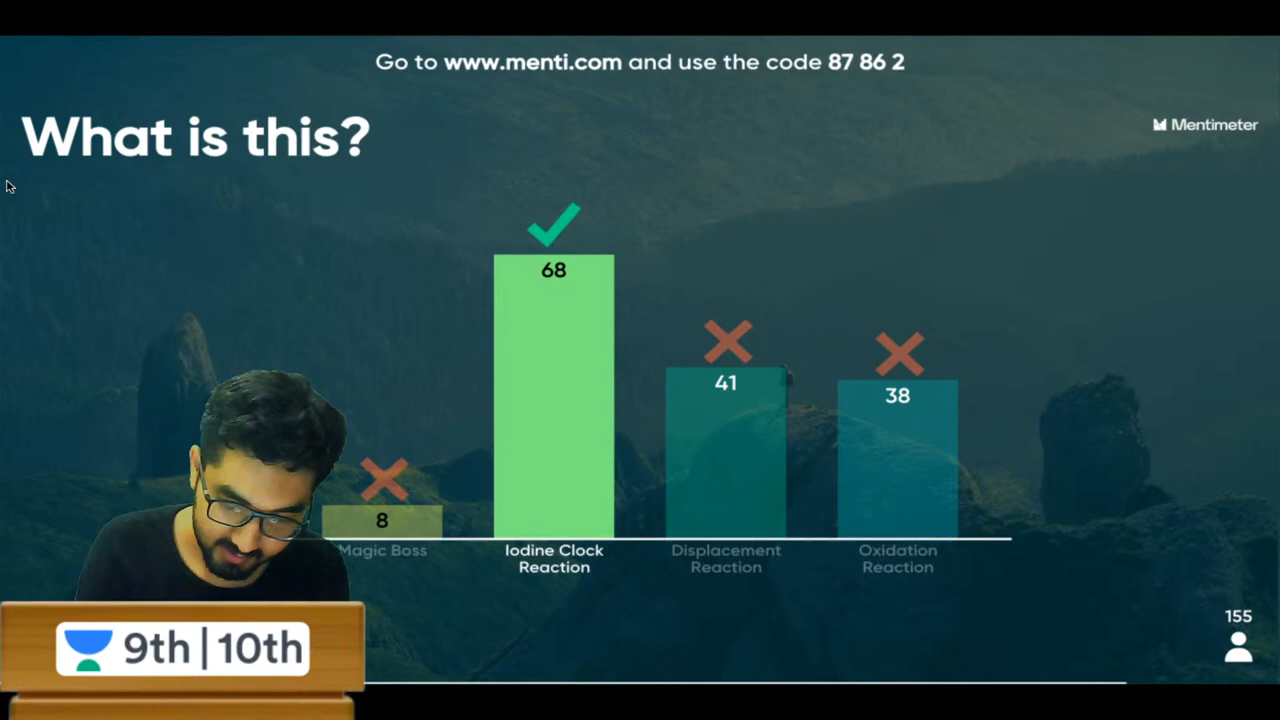 Go to www.menti.com and use the code 87 86 2
What is this?
Mentimeter
68
41
38
8
Magic Boss
Iodine Clock
Reaction
Displacement
Reaction
Oxidation
Reaction
155
9th | 10th